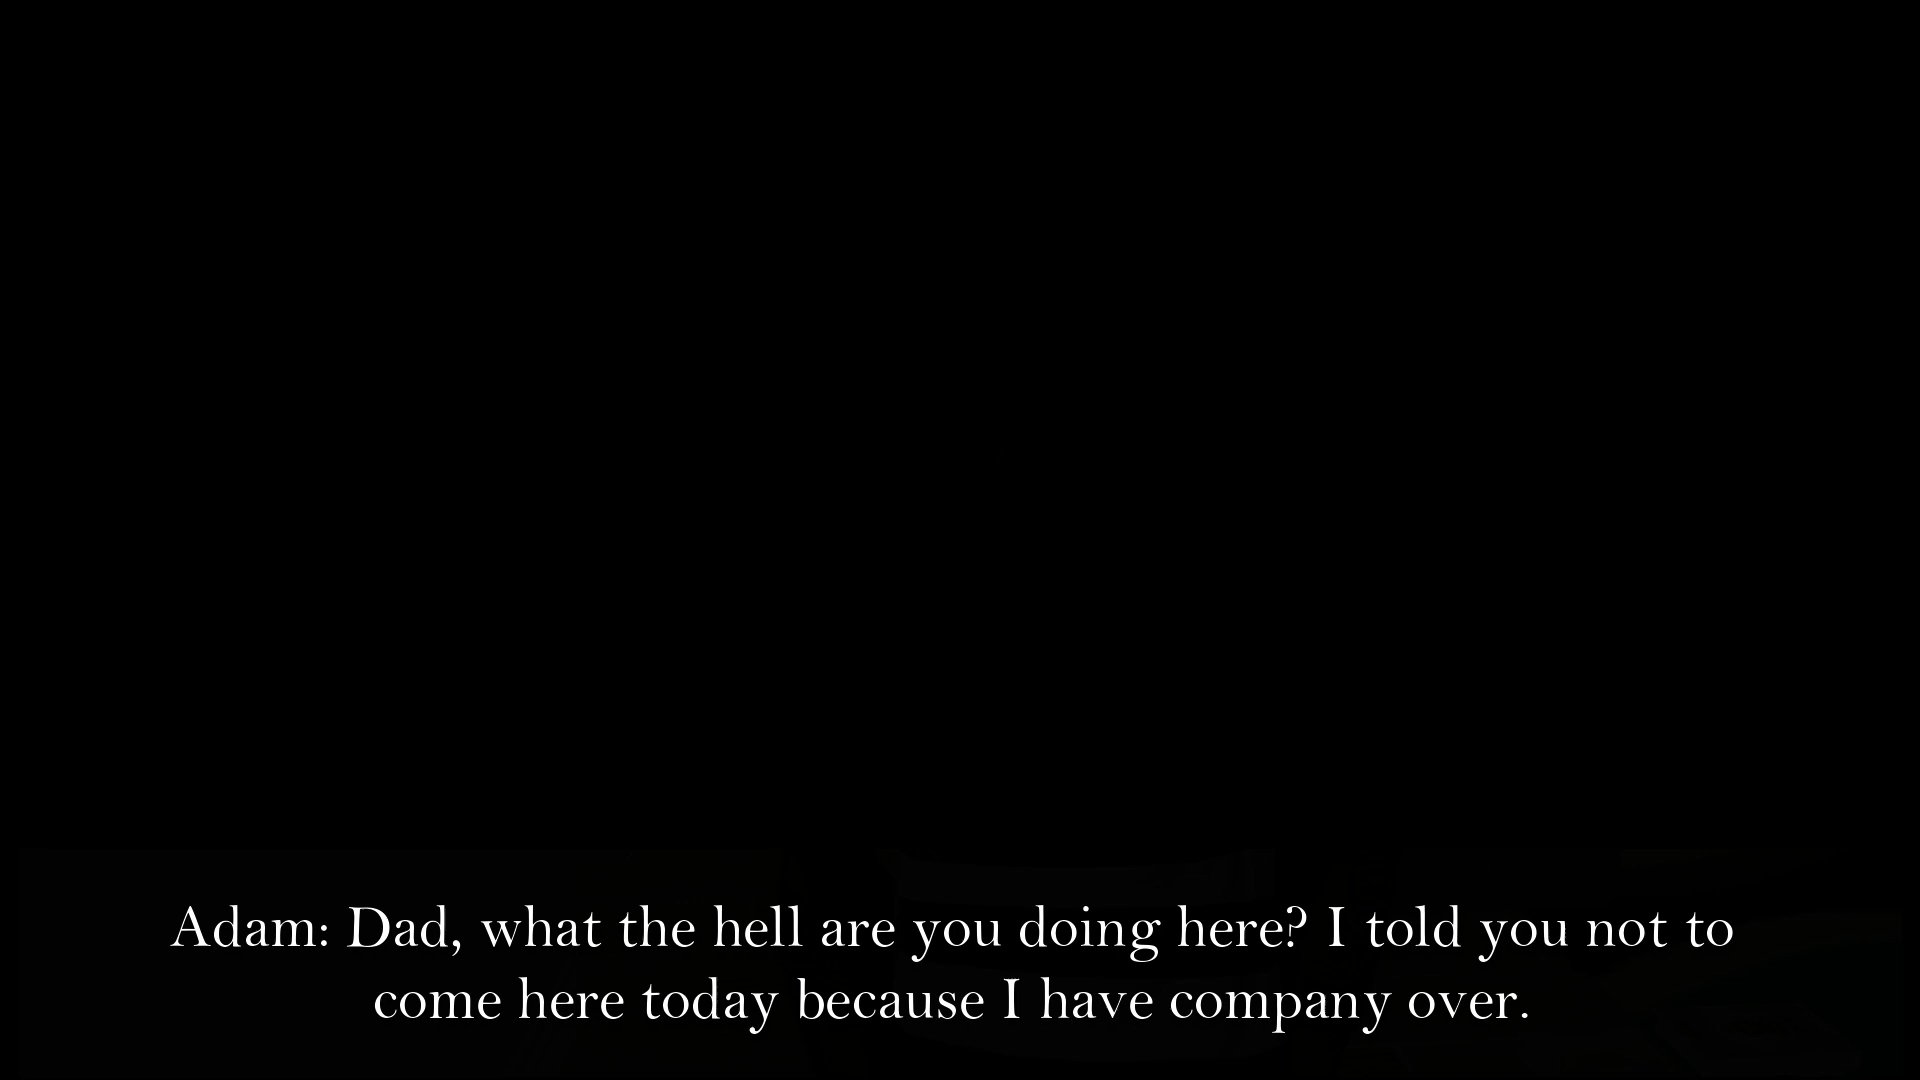 Adam: Dad, what the hell are you doing here? I told you not to
come here today because I have company over.